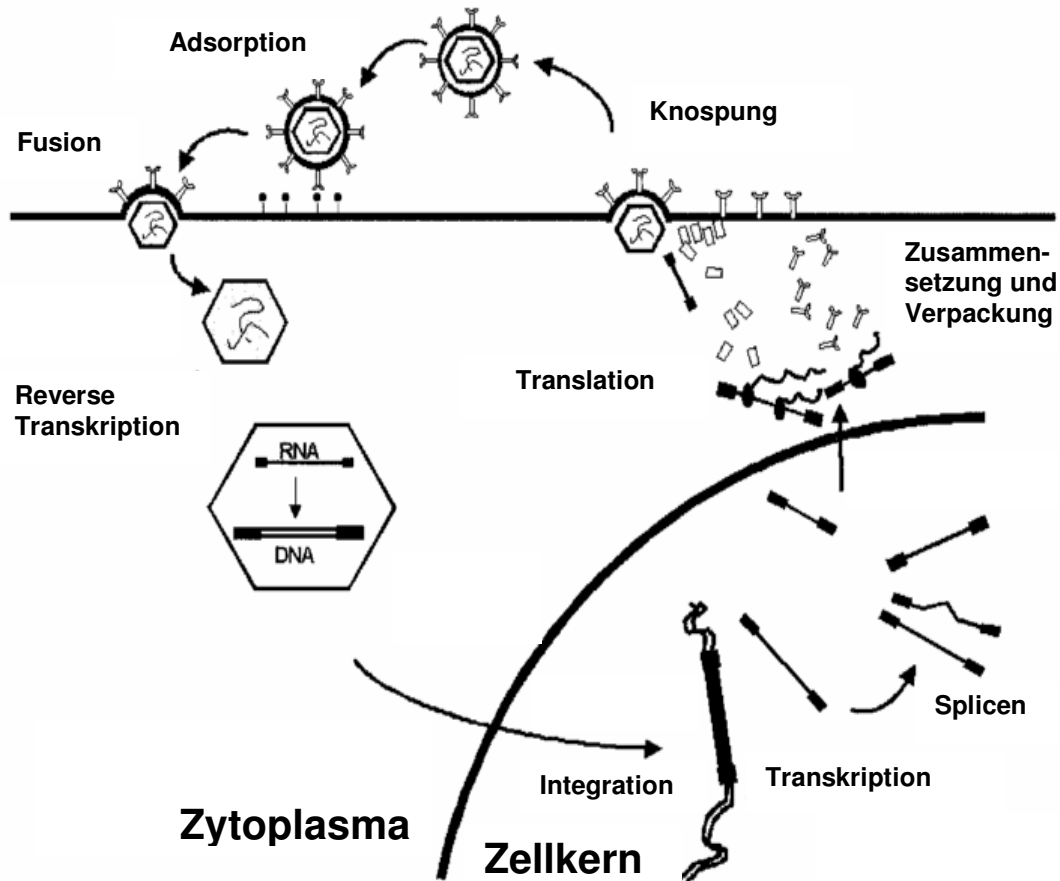 Adsorption
Knospung
Fusion
Zusammen-
setzung und
Verpackung
Translation
Reverse
Transkription
RNA
DNA
Splicen
Integration
Transkription
Zytoplasma
Zellkern